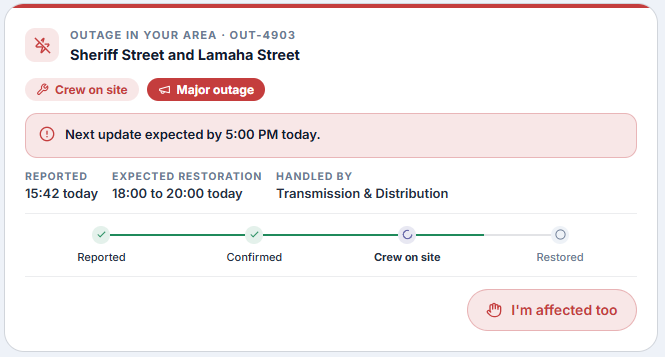 OUTAGE IN YOUR AREA · OUT-4903
Sheriff Street and Lamaha Street
Crew on site
Major outage
Next update expected by 5:00 PM today.
REPORTED
15:42 today
EXPECTED RESTORATION
18:00 to 20:00 today
HANDLED BY
Transmission & Distribution
Reported
Confirmed
Crew on site
Restored
I'm affected too